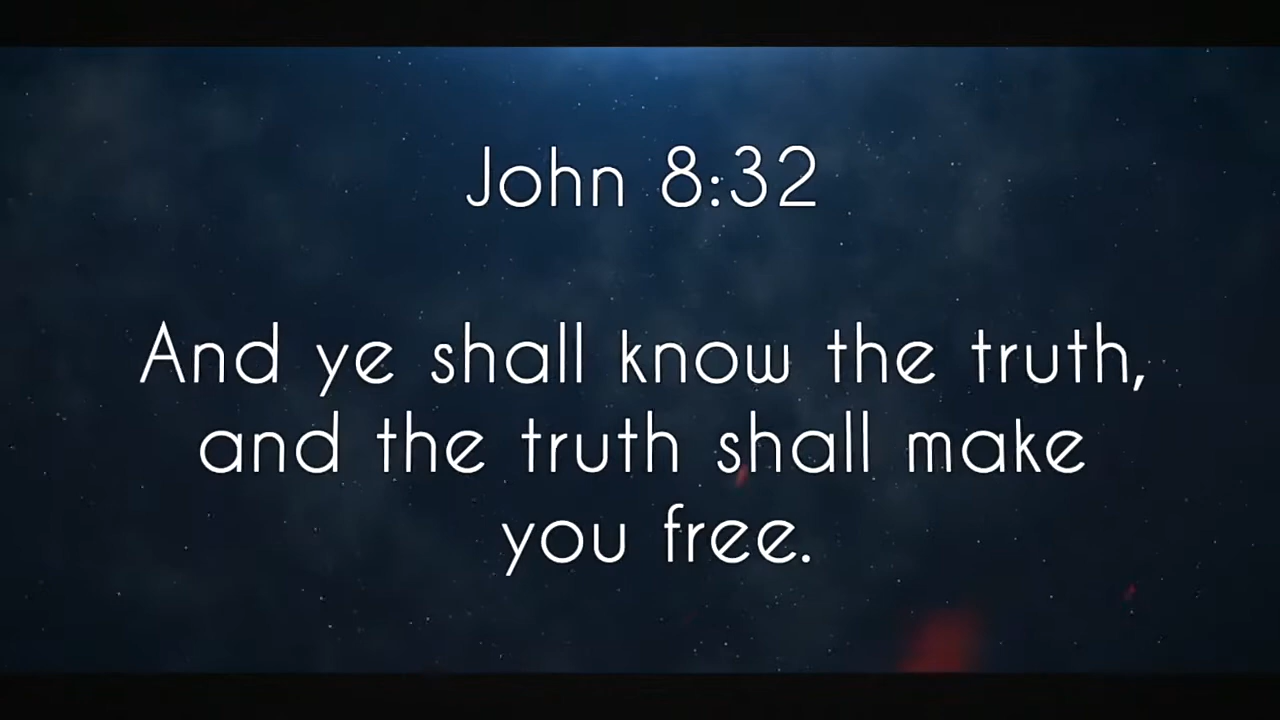 John 8:32
And ye shall know the truth,
and the truth shall make
you free.